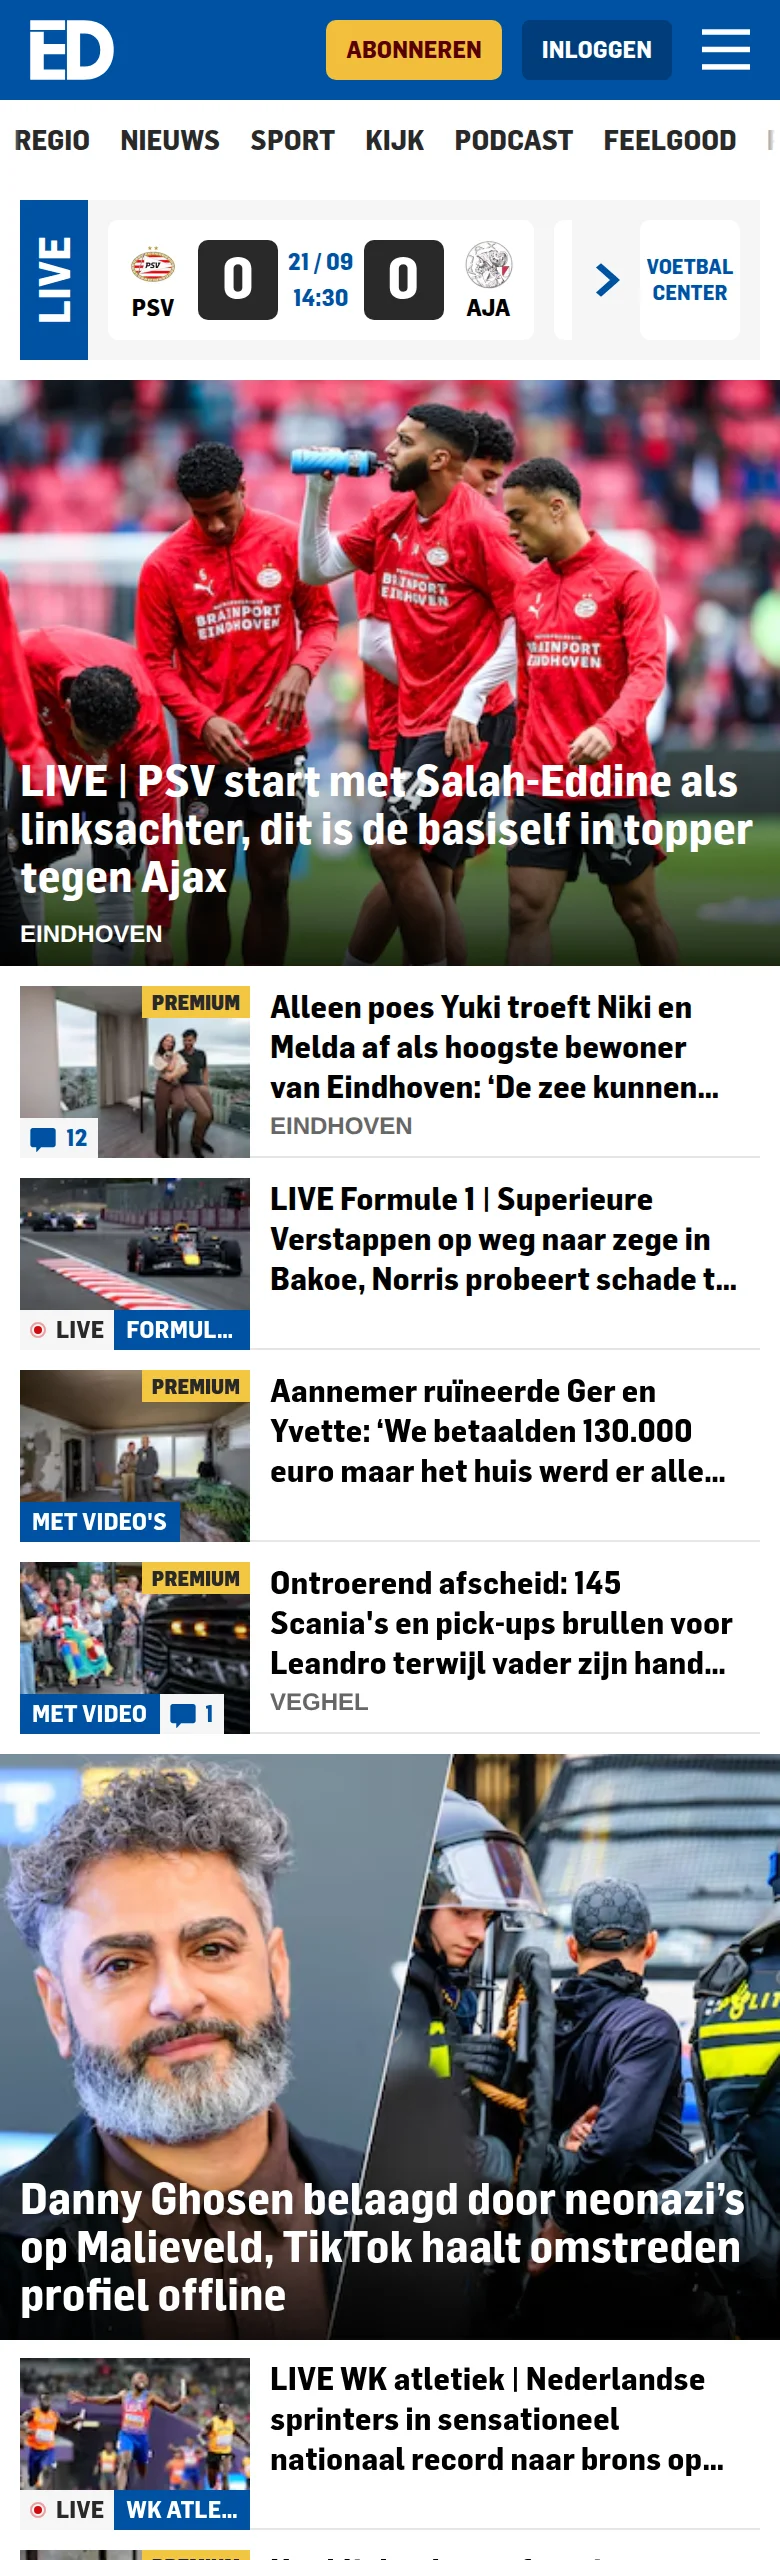 ED
ABONNEREN
INLOGGEN
REGIO NIEUWS SPORT KIJK PODCAST FEELGOOD
LIVE
PSV
PSV
0
21 / 09
14:30
0
AJA
VOETBAL
CENTER
BRAINPORT
EINDHOVEN
BRAINPORT
EINDHOVEN
BRAINPORT
EINDHOVEN
LIVE | PSV start met Salah-Eddine als
linksachter, dit is de basiself in topper
tegen Ajax
EINDHOVEN
PREMIUM
12
Alleen poes Yuki troeft Niki en
Melda af als hoogste bewoner
van Eindhoven: ‘De zee kunnen...
EINDHOVEN
LIVE
FORMUL...
LIVE Formule 1 | Superieure
Verstappen op weg naar zege in
Bakoe, Norris probeert schade t...
PREMIUM
MET VIDEO'S
Aannemer ruïneerde Ger en
Yvette: ‘We betaalden 130.000
euro maar het huis werd er alle...
PREMIUM
MET VIDEO
1
Ontroerend afscheid: 145
Scania's en pick-ups brullen voor
Leandro terwijl vader zijn hand...
VEGHEL
Danny Ghosen belaagd door neonazi’s
op Malieveld, TikTok haalt omstreden
profiel offline
LIVE
WK ATLE...
LIVE WK atletiek | Nederlandse
sprinters in sensationeel
nationaal record naar brons op...